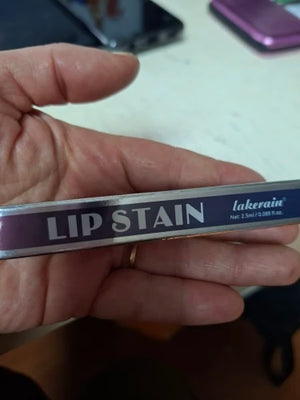 LIP STAIN
lakerain®
Net: 2.5ml / 0.085 fl.oz.